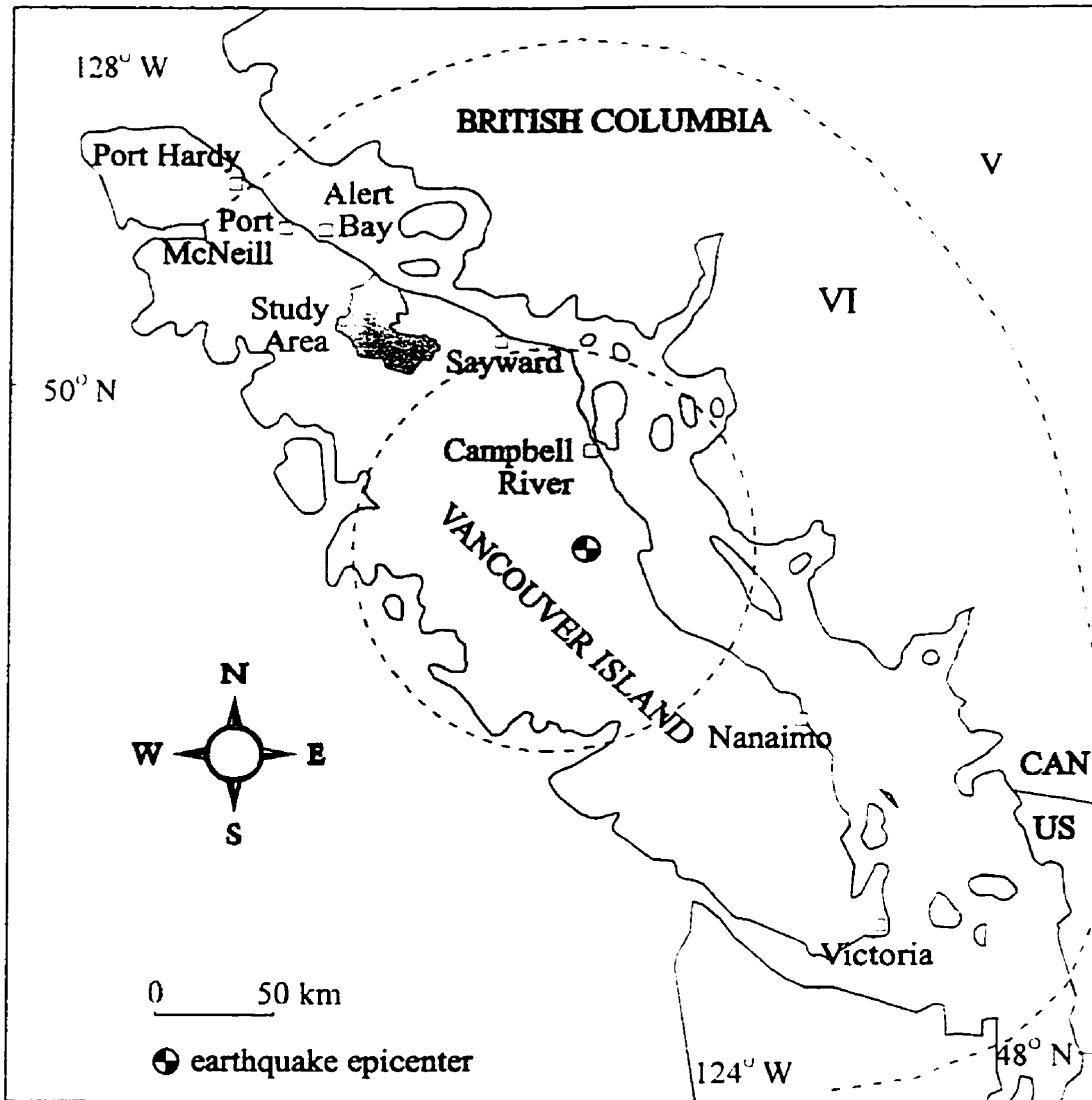 128° W
BRITISH COLUMBIA
V
Port Hardy
Alert
Bay
Port
McNeill
VI
Study
Area
Sayward
50° N
Campbell
River
VANCOUVER ISLAND
N
W
E
S
Nanaimo
CAN
US
Victoria
0 50 km
earthquake epicenter
124° W
48° N